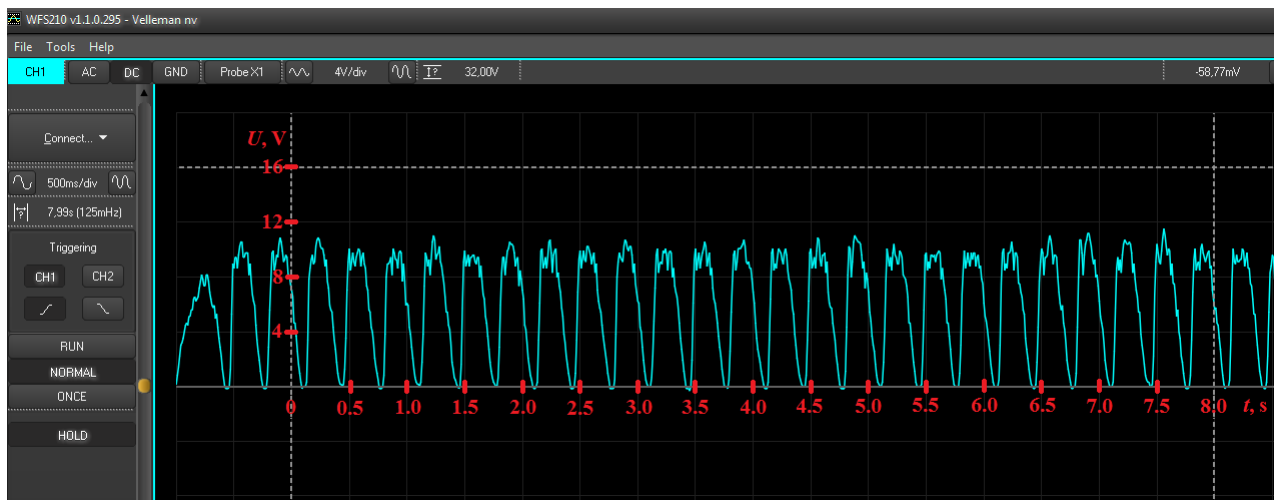 WFS210 v1.1.0.295 - Velleman nv
File Tools Help
CH1 AC DC GND Probe X1 4V/div I? 32,00V -58,77mV
Connect...
500ms/div
? 7,99s (125mHz)
Triggering
CH1 CH2
RUN
NORMAL
ONCE
HOLD
U, V
16
12
8
4
0 0.5 1.0 1.5 2.0 2.5 3.0 3.5 4.0 4.5 5.0 5.5 6.0 6.5 7.0 7.5 8.0 t, s